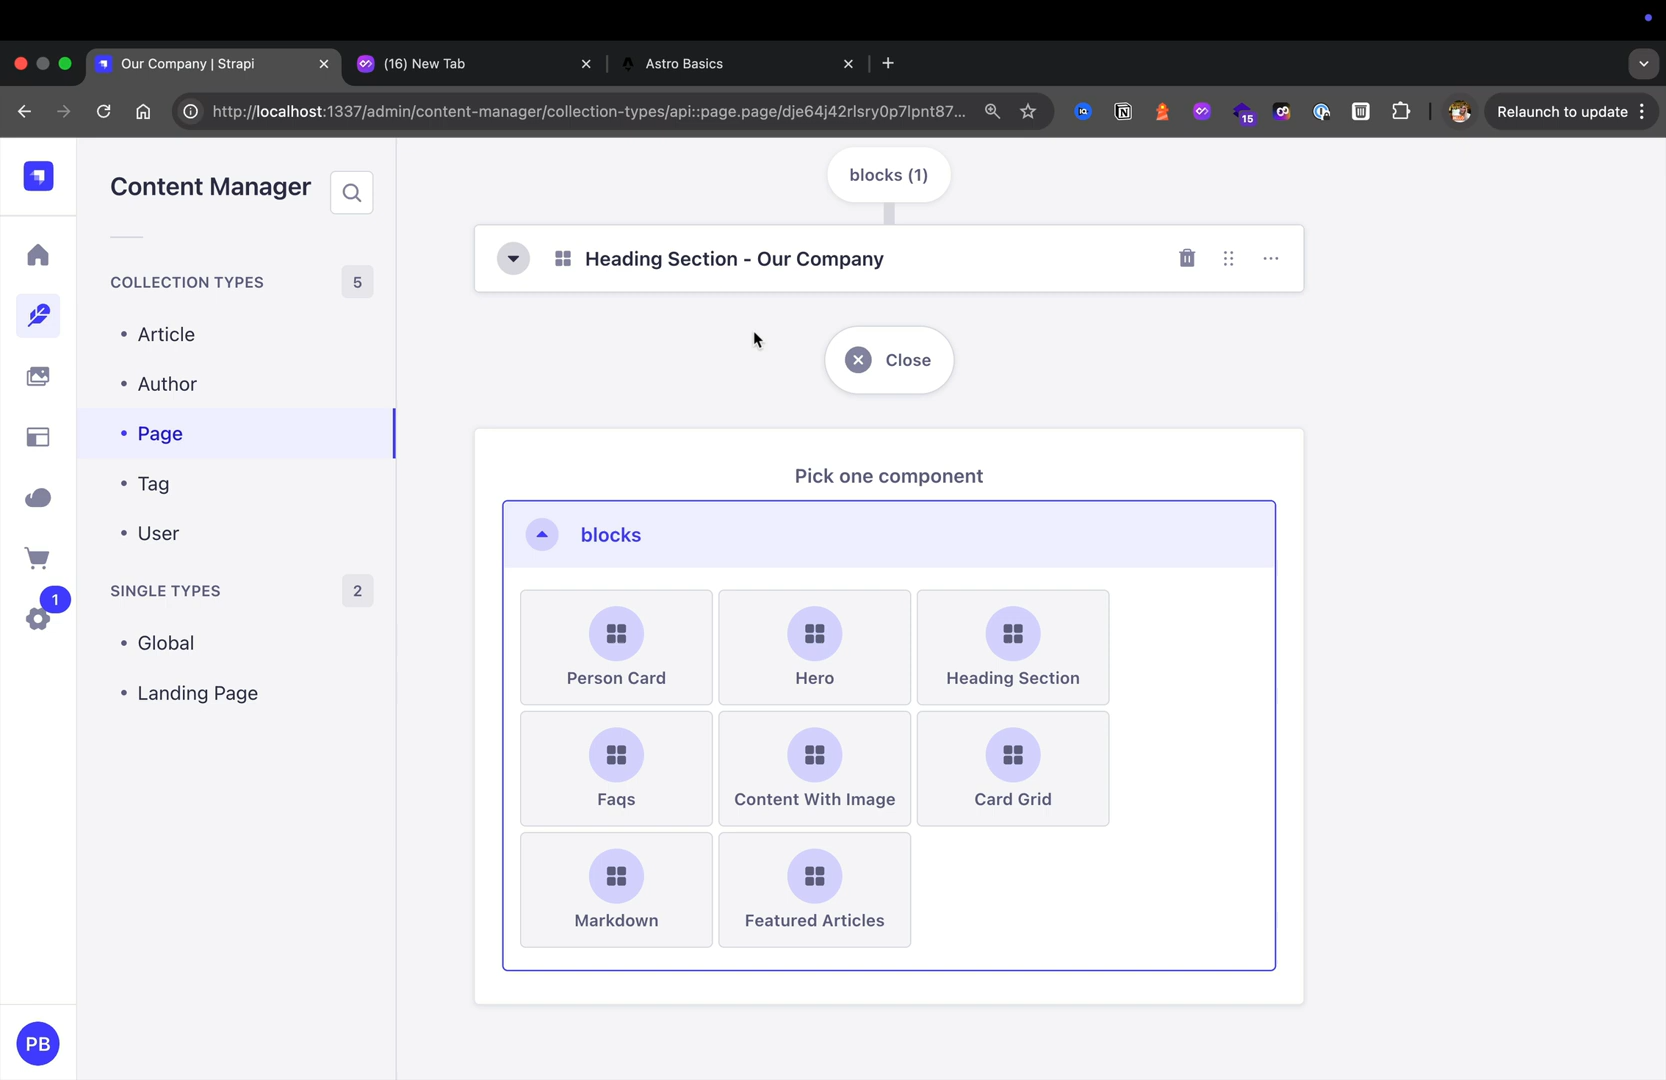 Our Company | Strapi
(16) New Tab
Astro Basics
http://localhost:1337/admin/content-manager/collection-types/api::page.page/dje64j42rlsry0p7lpnt87...
15
Relaunch to update
Content Manager
COLLECTION TYPES
5
Article
Author
Page
Tag
User
SINGLE TYPES
2
Global
Landing Page
1
PB
blocks (1)
Heading Section - Our Company
Close
Pick one component
blocks
Person Card
Hero
Heading Section
Faqs
Content With Image
Card Grid
Markdown
Featured Articles